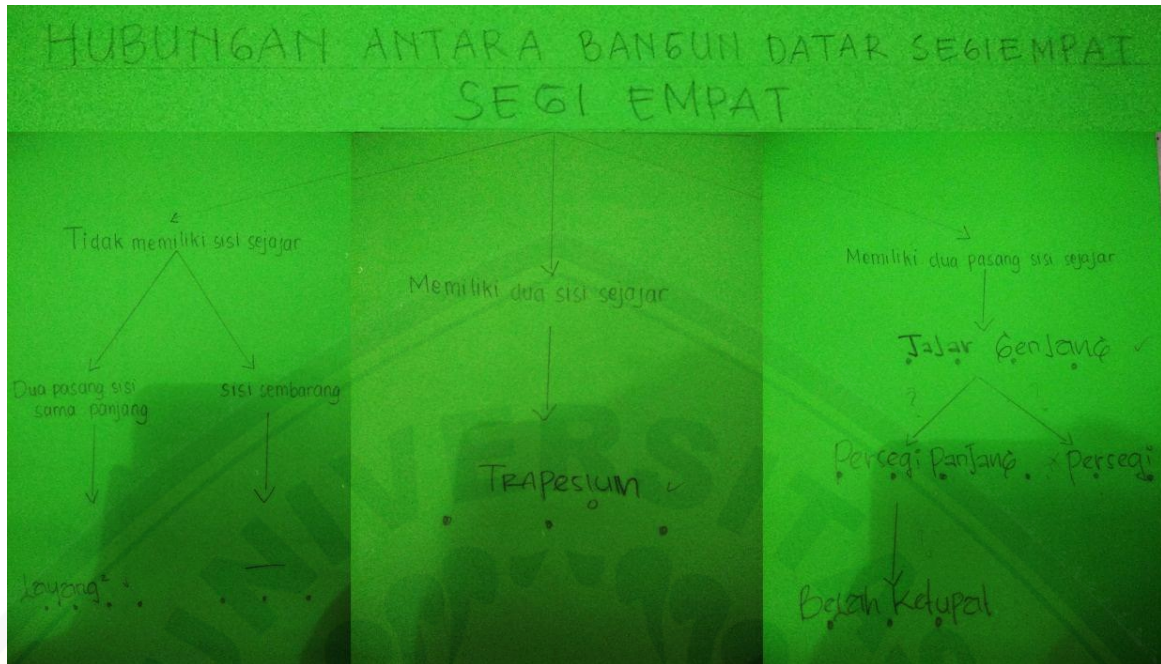 HUBUNGAN ANTARA BANGUN DATAR SEGIEMPAT
SEGI EMPAT
Tidak memiliki sisi sejajar
Memiliki dua sisi sejajar
Memiliki dua pasang sisi sejajar
Jajar Genjang
Dua pasang sisi
sama panjang
sisi sembarang
Persegi Panjang
Persegi
TRAPesIUM
Layang²
Belah Ketupat
UNIVERSITAS